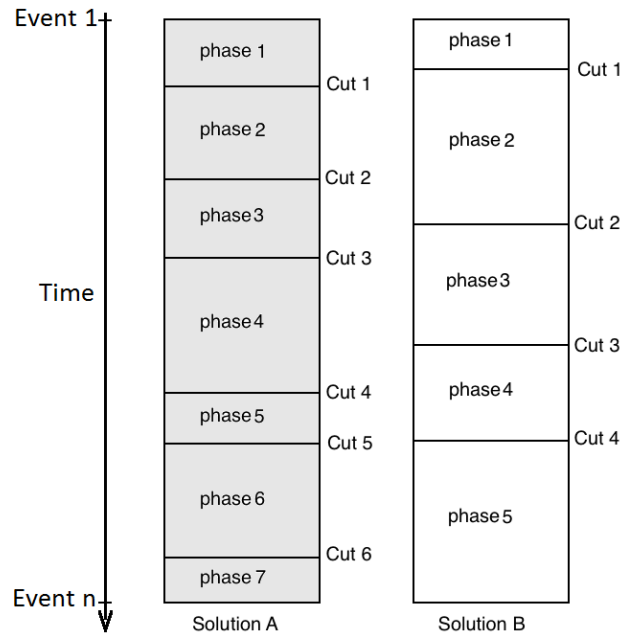 Event 1
phase 1
Cut 1
phase 2
Cut 2
phase 3
Cut 3
phase 4
Cut 4
phase 5
Cut 5
phase 6
Cut 6
phase 7
Solution A
phase 1
Cut 1
phase 2
Cut 2
phase 3
Cut 3
phase 4
Cut 4
phase 5
Solution B
Time
Event n